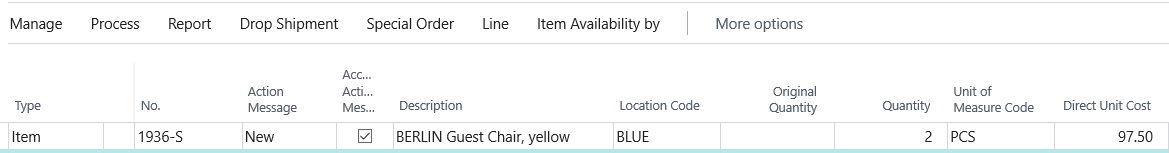 Manage Process Report Drop Shipment Special Order Line Item Availability by More options
Acc...
Action Acti... Original Unit of
Type No. Message Mes... Description Location Code Quantity Quantity Measure Code Direct Unit Cost
Item 1936-S New BERLIN Guest Chair, yellow BLUE 2 PCS 97.50